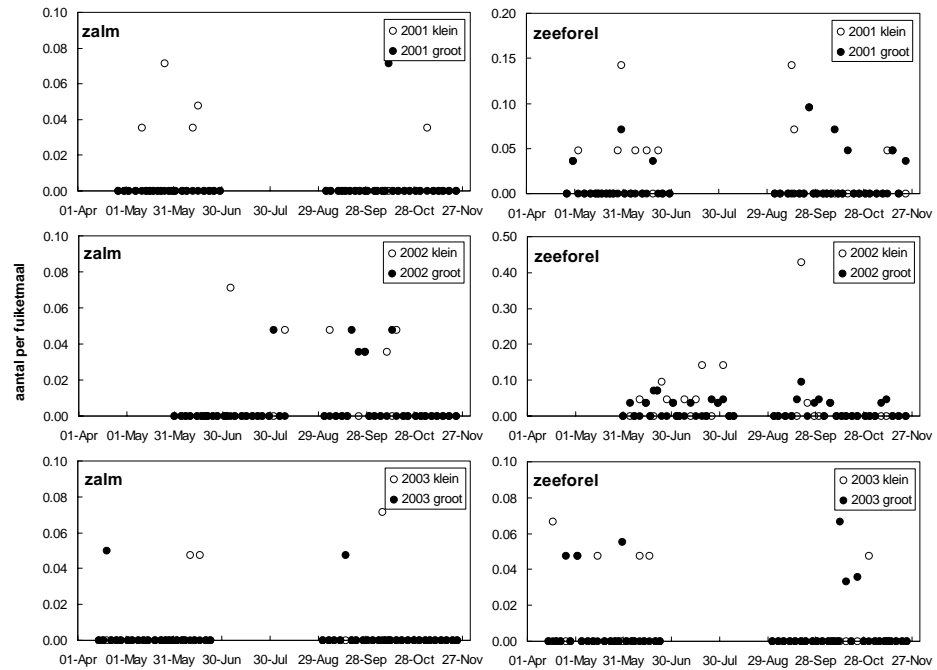 aantal per fuiketmaal
zalm
2001 klein
2001 groot
0.10
0.08
0.06
0.04
0.02
0.00
01-Apr 01-May 31-May 30-Jun 30-Jul 29-Aug 28-Sep 28-Oct 27-Nov
zeeforel
2001 klein
2001 groot
0.20
0.15
0.10
0.05
0.00
01-Apr 01-May 31-May 30-Jun 30-Jul 29-Aug 28-Sep 28-Oct 27-Nov
zalm
2002 klein
2002 groot
0.10
0.08
0.06
0.04
0.02
0.00
01-Apr 01-May 31-May 30-Jun 30-Jul 29-Aug 28-Sep 28-Oct 27-Nov
zeeforel
2002 klein
2002 groot
0.50
0.40
0.30
0.20
0.10
0.00
01-Apr 01-May 31-May 30-Jun 30-Jul 29-Aug 28-Sep 28-Oct 27-Nov
zalm
2003 klein
2003 groot
0.10
0.08
0.06
0.04
0.02
0.00
01-Apr 01-May 31-May 30-Jun 30-Jul 29-Aug 28-Sep 28-Oct 27-Nov
zeeforel
2003 klein
2003 groot
0.10
0.08
0.06
0.04
0.02
0.00
01-Apr 01-May 31-May 30-Jun 30-Jul 29-Aug 28-Sep 28-Oct 27-Nov